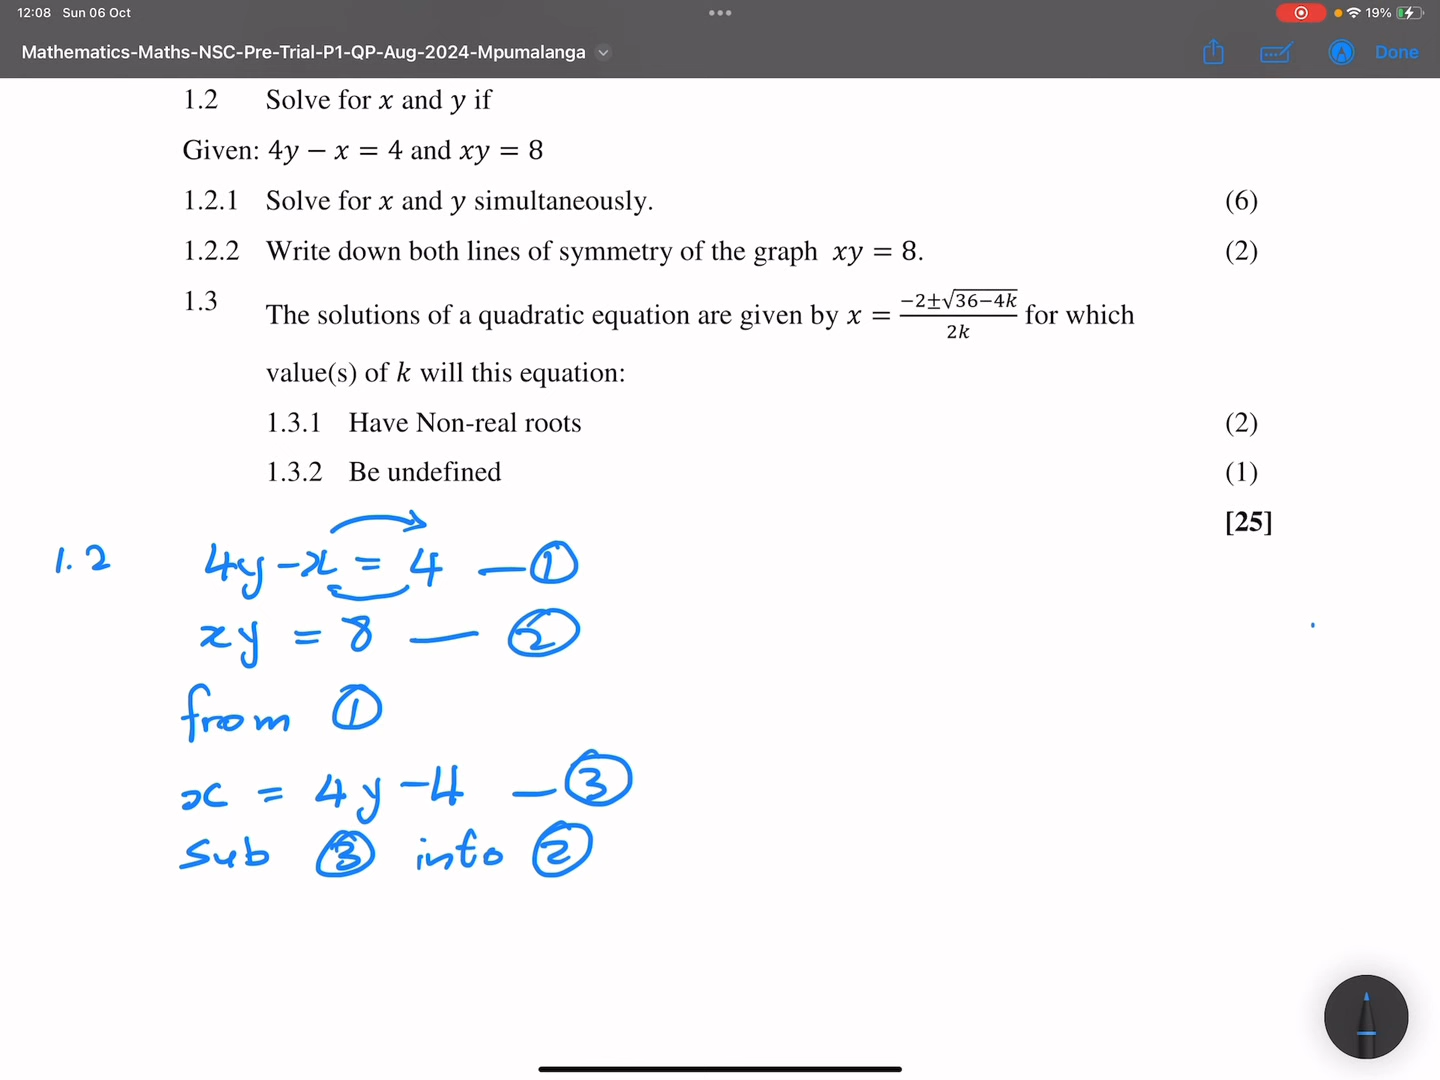 12:08 Sun 06 Oct
19%
Mathematics-Maths-NSC-Pre-Trial-P1-QP-Aug-2024-Mpumalanga
Done
1.2 Solve for x and y if
Given: 4y − x = 4 and xy = 8
1.2.1 Solve for x and y simultaneously. (6)
1.2.2 Write down both lines of symmetry of the graph xy = 8. (2)
1.3 The solutions of a quadratic equation are given by x = (−2±√(36−4k))/(2k) for which
value(s) of k will this equation:
1.3.1 Have Non-real roots (2)
1.3.2 Be undefined (1)
[25]
1.2 4y - x = 4 — ①
xy = 8 — ②
from ①
x = 4y - 4 — ③
Sub ③ into ②